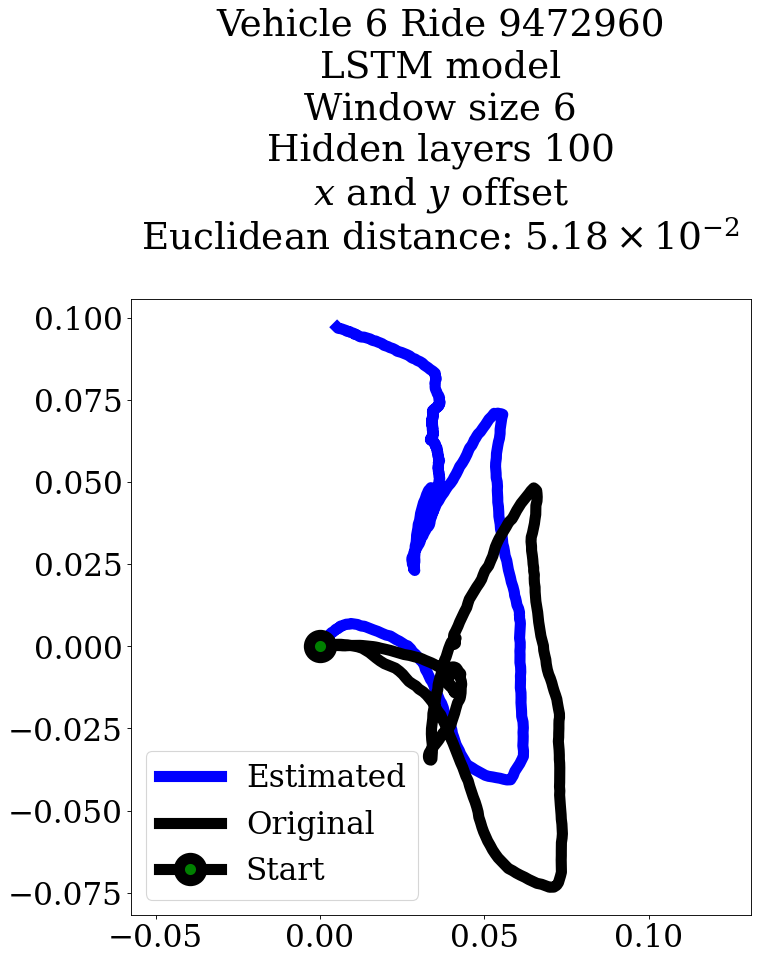 Vehicle 6 Ride 9472960
LSTM model
Window size 6
Hidden layers 100
x and y offset
Euclidean distance: 5.18 × 10⁻²
0.100
0.075
0.050
0.025
0.000
−0.025
−0.050
−0.075
Estimated
Original
Start
−0.05 0.00 0.05 0.10